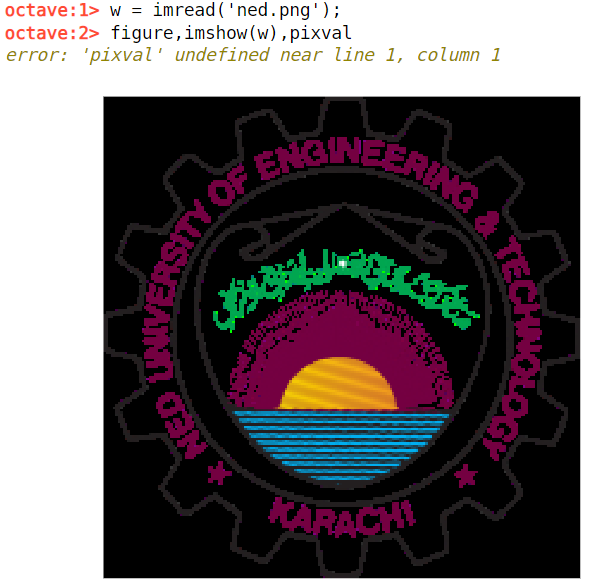 octave:1> w = imread('ned.png');
octave:2> figure,imshow(w),pixval
error: 'pixval' undefined near line 1, column 1
NED UNIVERSITY OF ENGINEERING & TECHNOLOGY
KARACHI